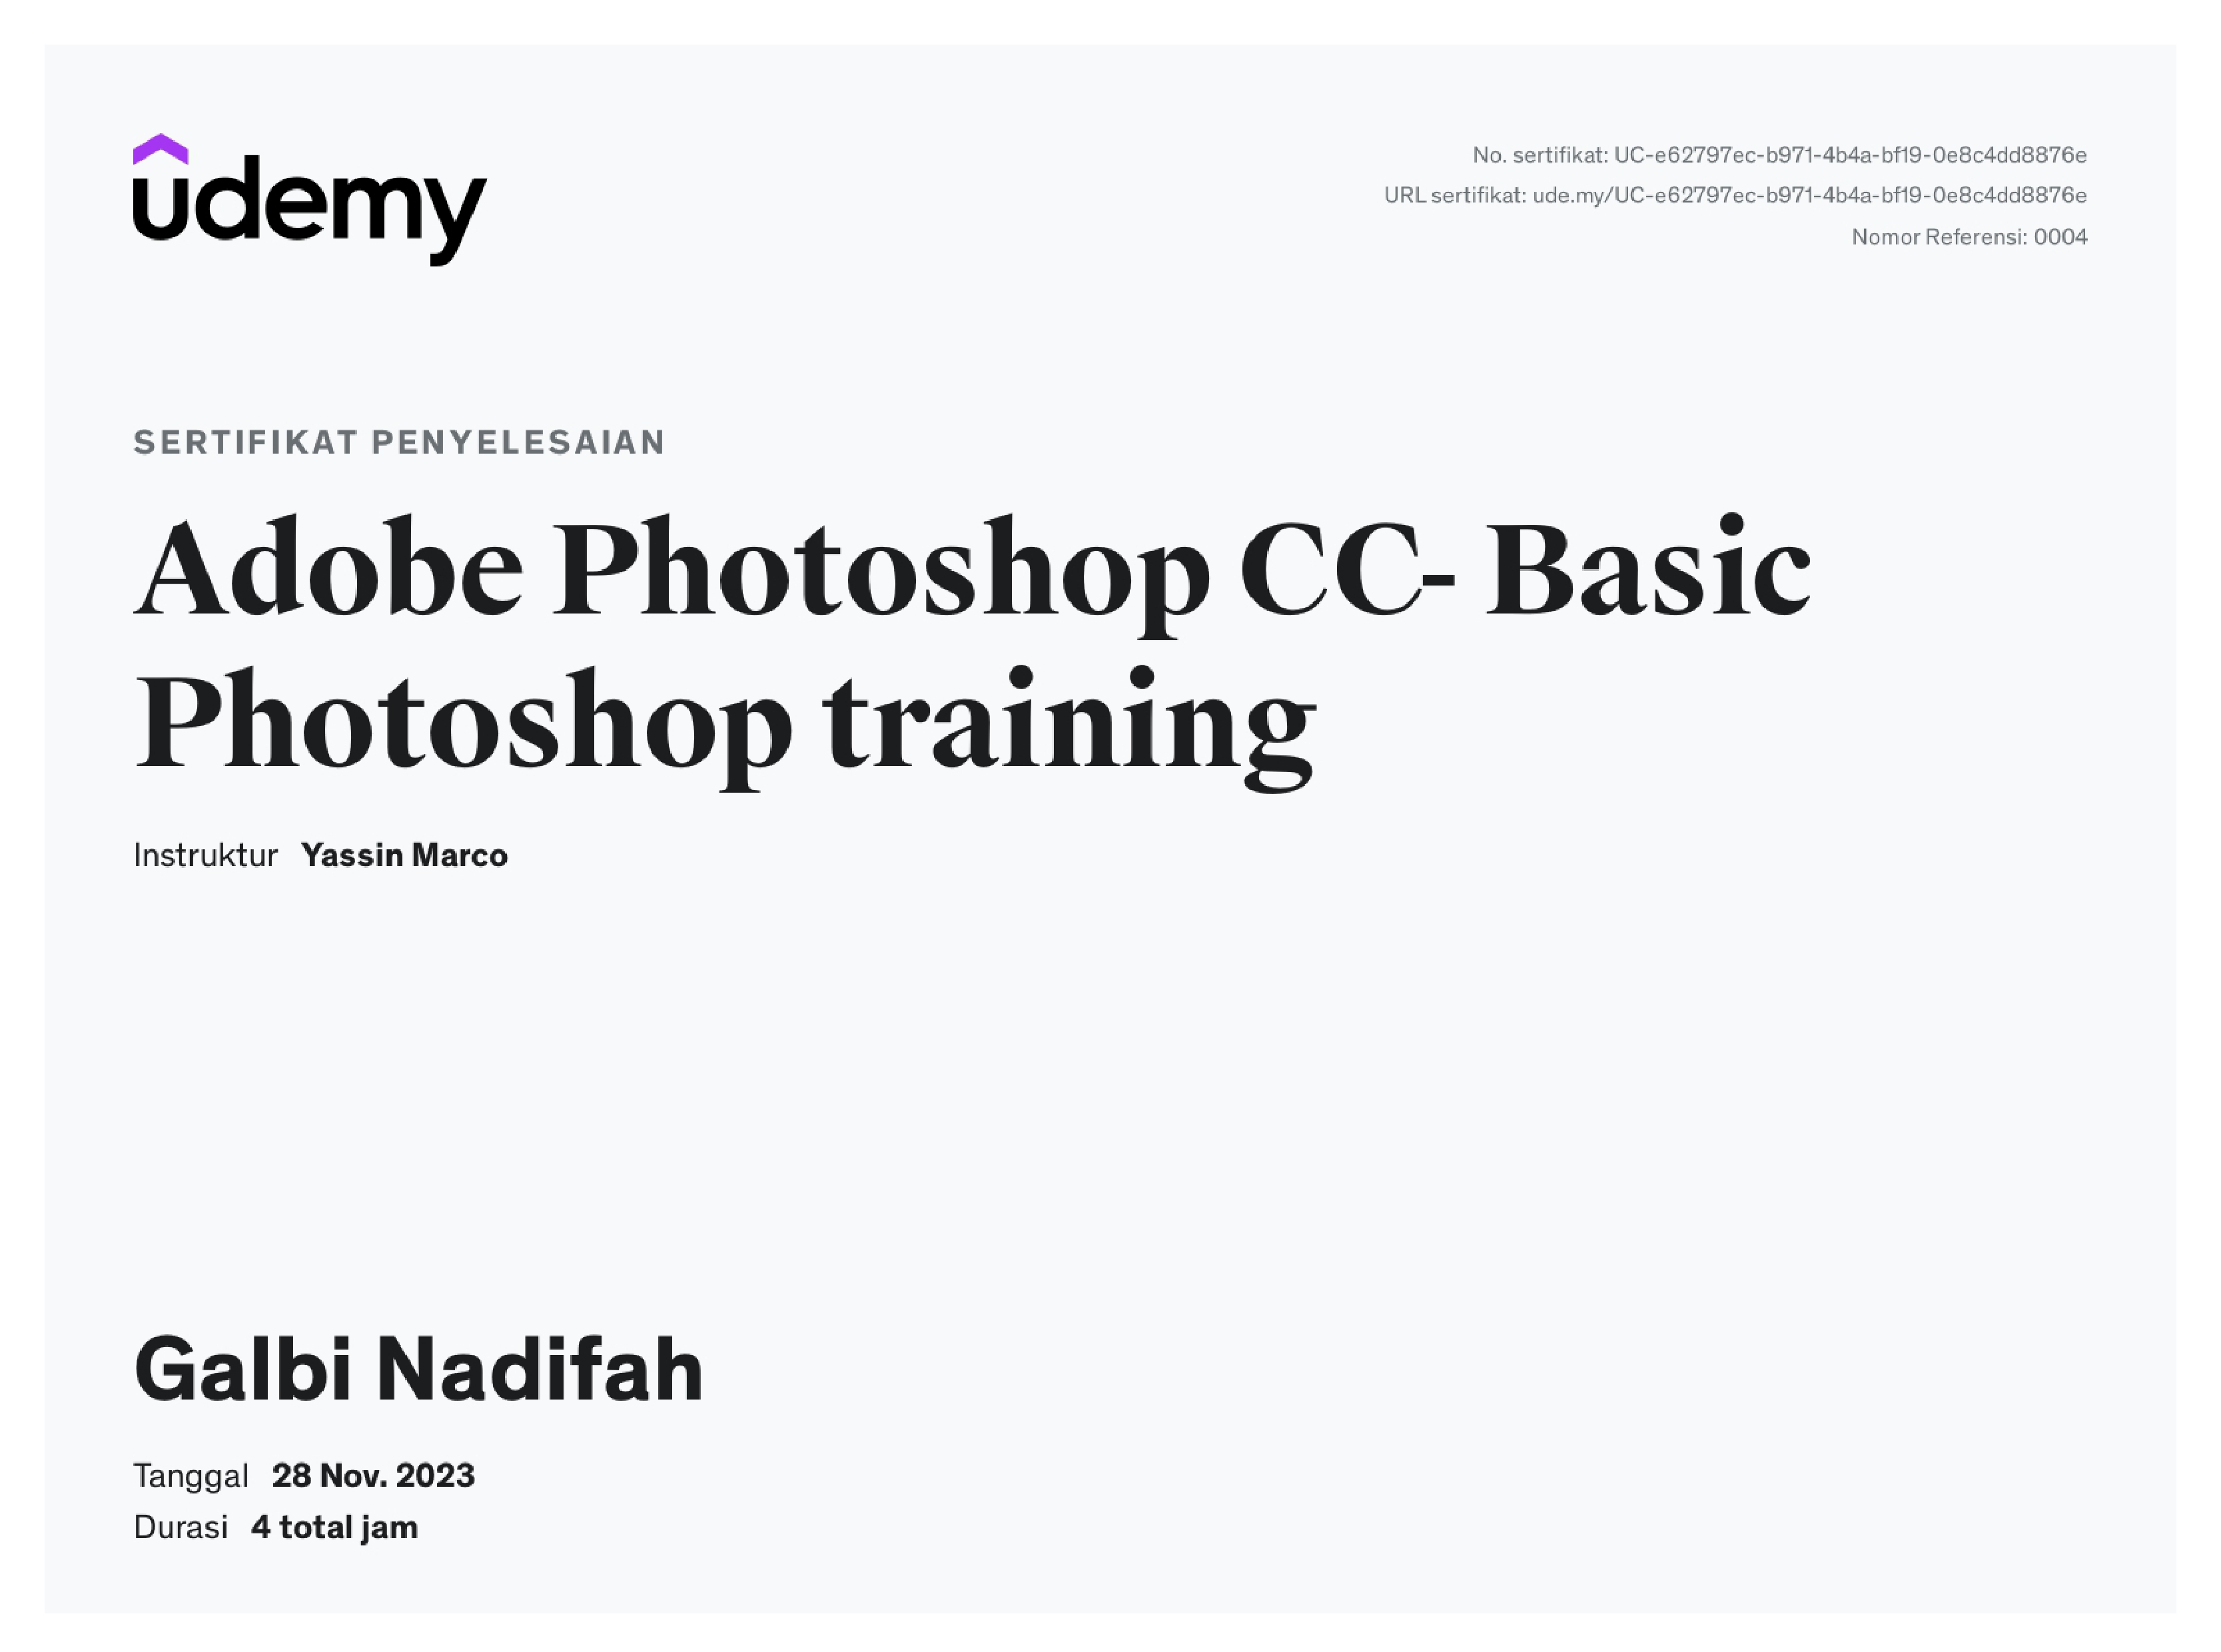 udemy
No. sertifikat: UC-e62797ec-b971-4b4a-bf19-0e8c4dd8876e
URL sertifikat: ude.my/UC-e62797ec-b971-4b4a-bf19-0e8c4dd8876e
Nomor Referensi: 0004
SERTIFIKAT PENYELESAIAN
Adobe Photoshop CC- Basic
Photoshop training
Instruktur Yassin Marco
Galbi Nadifah
Tanggal 28 Nov. 2023
Durasi 4 total jam